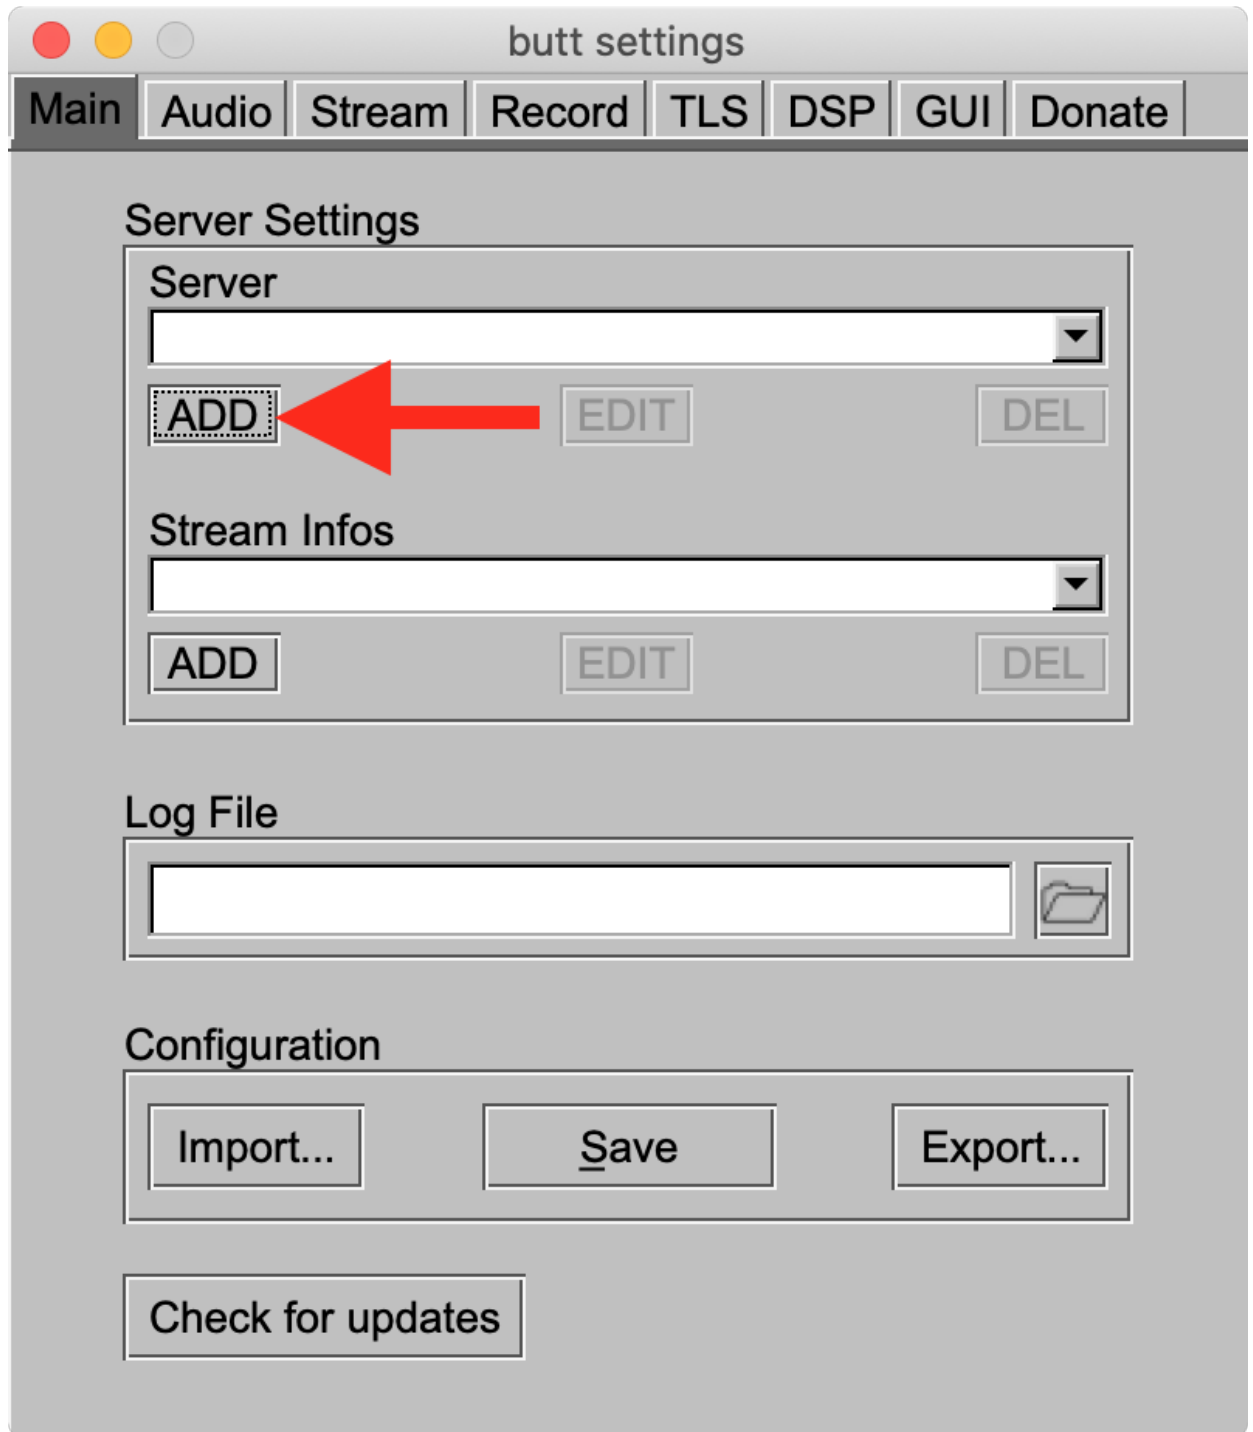 butt settings
Main Audio Stream Record TLS DSP GUI Donate
Server Settings
Server
ADD EDIT DEL
Stream Infos
ADD EDIT DEL
Log File
Configuration
Import... Save Export...
Check for updates